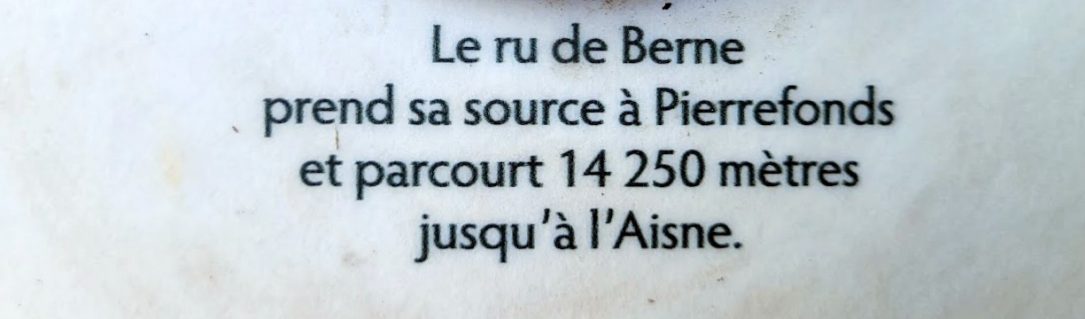 Le ru de Berne
prend sa source à Pierrefonds
et parcourt 14 250 mètres
jusqu'à l'Aisne.